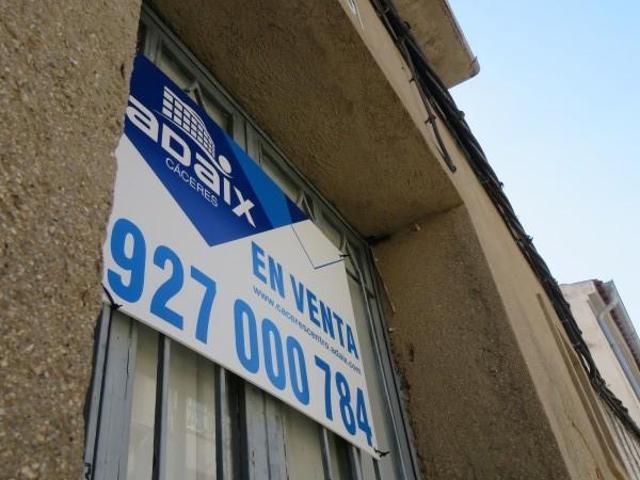 adaix
CÁCERES
EN VENTA
www.cacerescentro.adaix.com
927 000 784